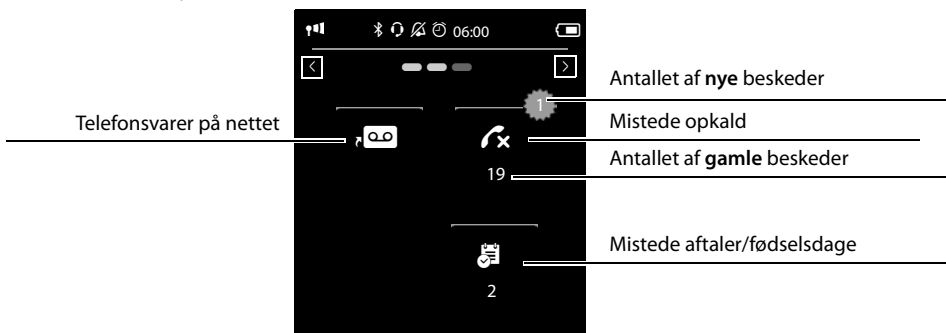 06:00
Antallet af nye beskeder
1
Telefonsvarer på nettet
Mistede opkald
Antallet af gamle beskeder
19
Mistede aftaler/fødselsdage
2